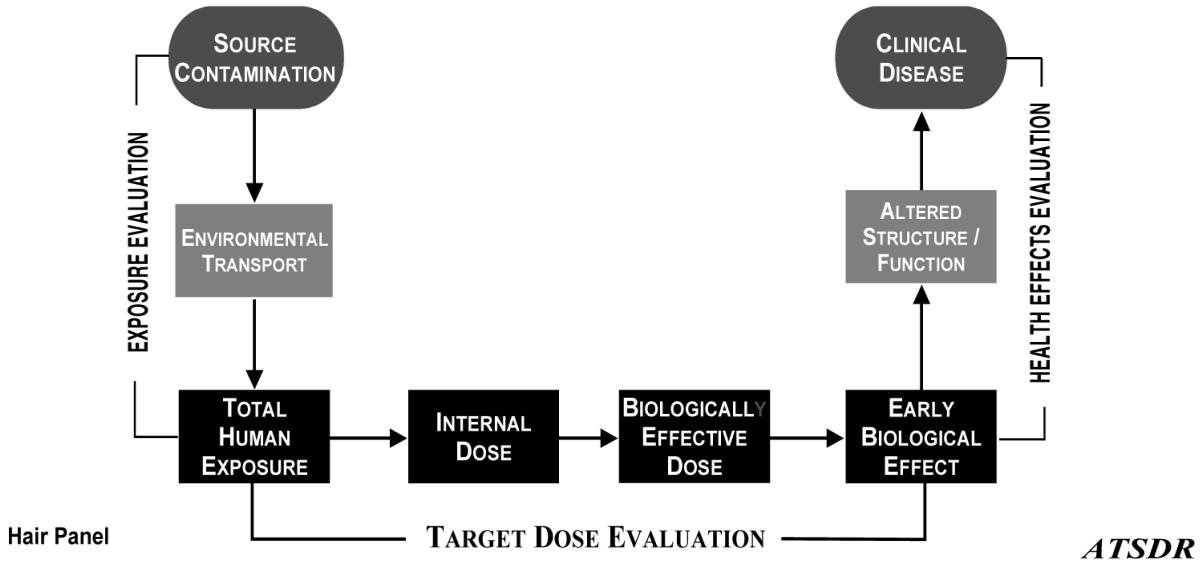 SOURCE
CONTAMINATION
EXPOSURE EVALUATION
ENVIRONMENTAL
TRANSPORT
TOTAL
HUMAN
EXPOSURE
INTERNAL
DOSE
BIOLOGICALLY
EFFECTIVE
DOSE
EARLY
BIOLOGICAL
EFFECT
ALTERED
STRUCTURE /
FUNCTION
CLINICAL
DISEASE
HEALTH EFFECTS EVALUATION
TARGET DOSE EVALUATION
Hair Panel
ATSDR